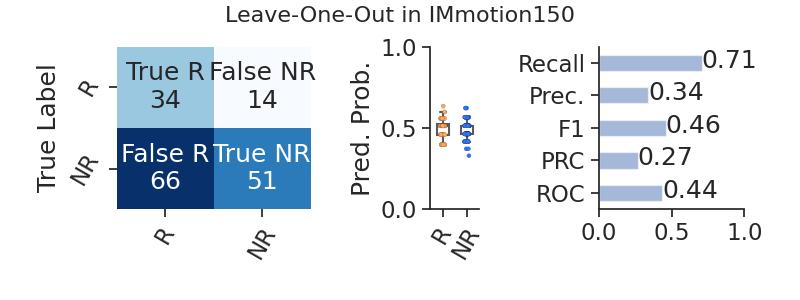 Leave-One-Out in IMmotion150
True Label
R
NR
True R
34
False NR
14
False R
66
True NR
51
R
NR
Pred. Prob.
1.0
0.5
0.0
R
NR
Recall
0.71
Prec.
0.34
F1
0.46
PRC
0.27
ROC
0.44
0.0
0.5
1.0